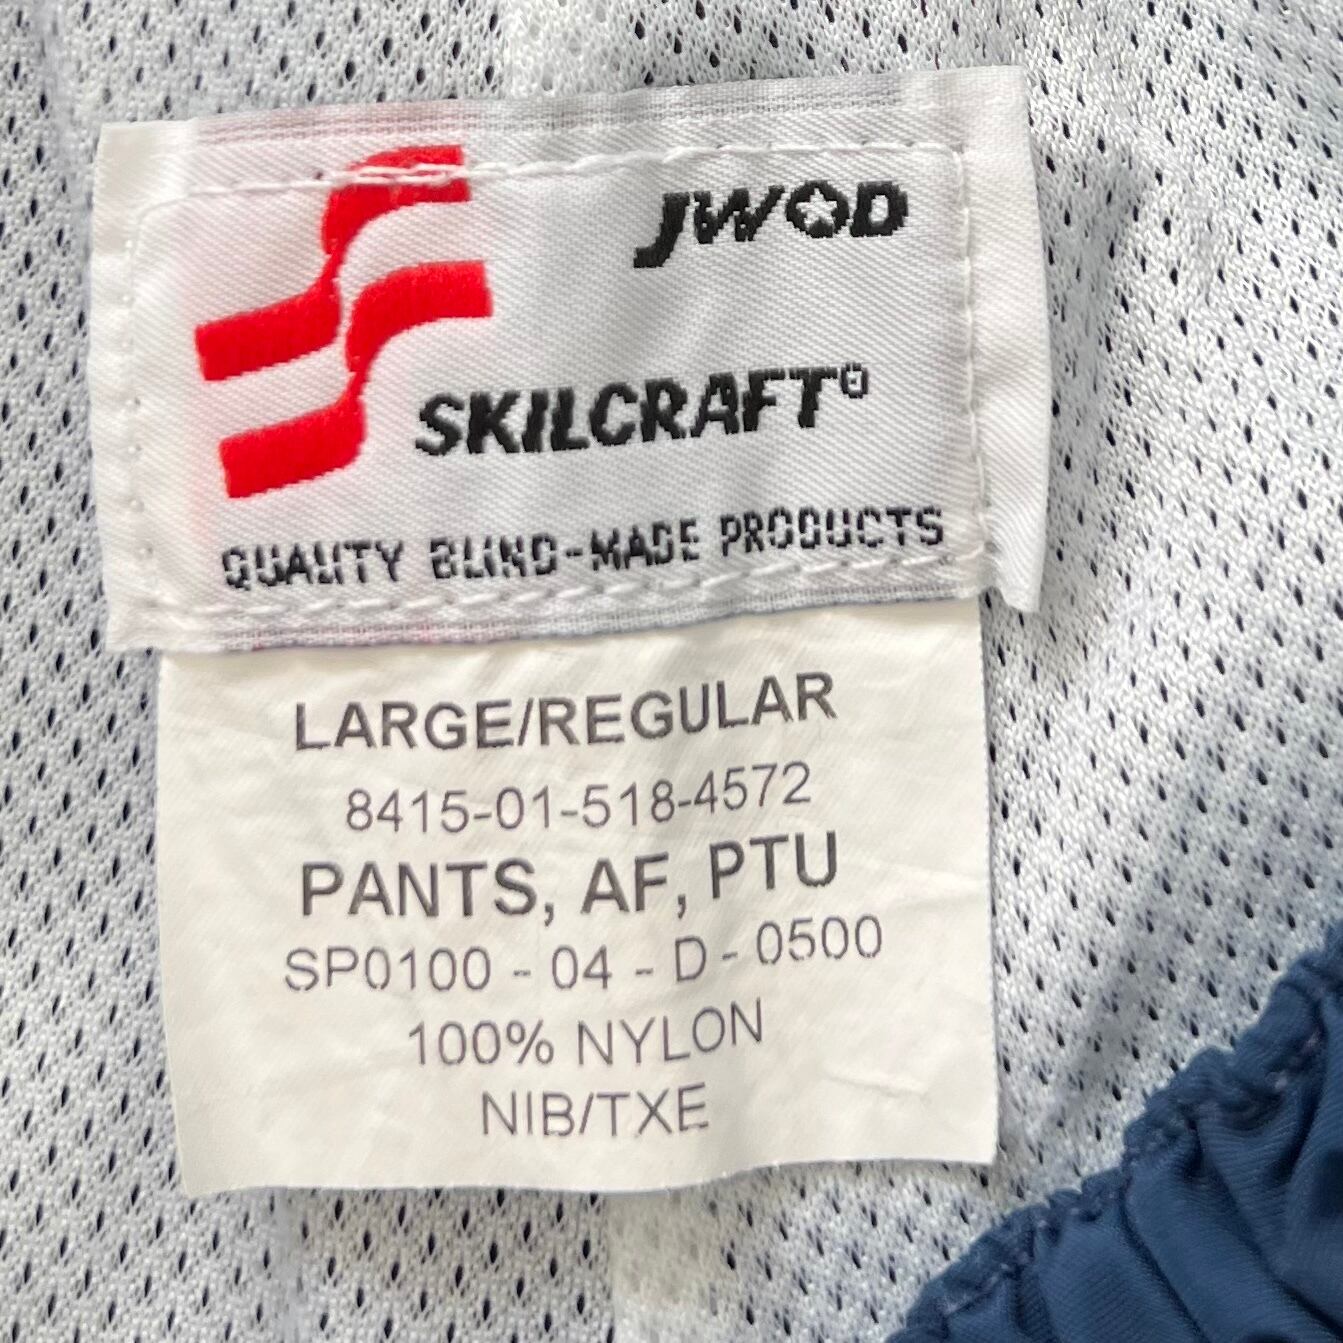 JWOD
SKILCRAFT®
QUALITY BLIND-MADE PRODUCTS
LARGE/REGULAR
8415-01-518-4572
PANTS, AF, PTU
SP0100 - 04 - D - 0500
100% NYLON
NIB/TXE